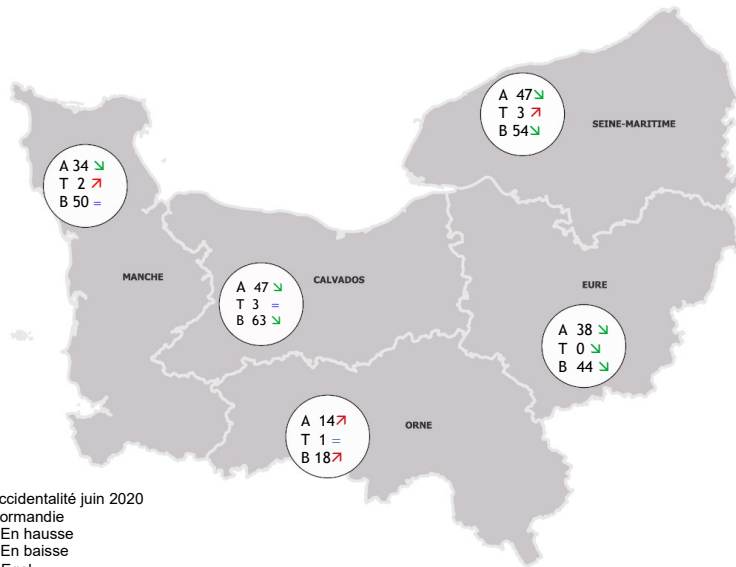 A 47 ↘
T 3 ↗
B 54 ↘
SEINE-MARITIME
A 34 ↘
T 2 ↗
B 50 =
MANCHE
CALVADOS
A 47 ↘
T 3 =
B 63 ↘
EURE
A 38 ↘
T 0 ↘
B 44 ↘
A 14 ↗
T 1 =
B 18 ↗
ORNE
ccidentalité juin 2020
ormandie
En hausse
En baisse